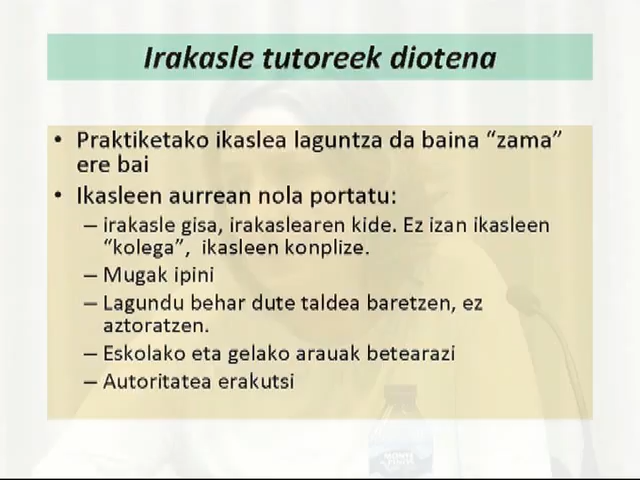 Irakasle tutoreek diotena
• Praktiketako ikaslea laguntza da baina “zama”
ere bai
• Ikasleen aurrean nola portatu:
– irakasle gisa, irakaslearen kide. Ez izan ikasleen
“kolega”, ikasleen konplize.
– Mugak ipini
– Lagundu behar dute taldea baretzen, ez
aztoratzen.
– Eskolako eta gelako arauak betearazi
– Autoritatea erakutsi
MONTE